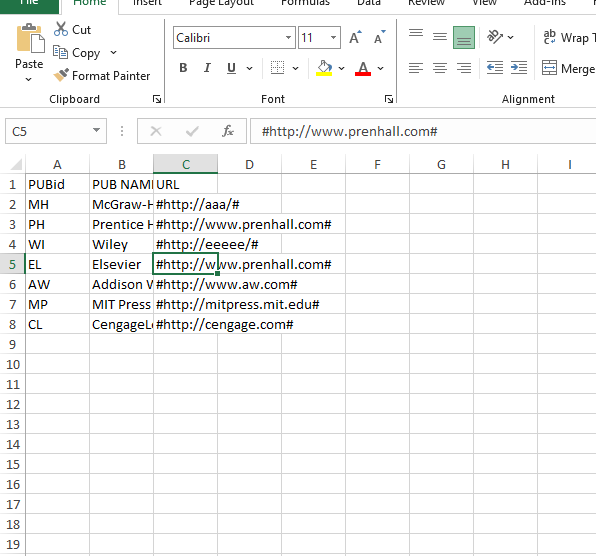 File Home Insert Page Layout Formulas Data Review View Add-ins Help
Cut
Copy
Paste
Format Painter
Calibri 11 A A
B I U A
ab Wrap T
Merge
Clipboard Font Alignment
C5 fx #http://www.prenhall.com#
A B C D E F G H I
1 PUBid PUB NAM URL
2 MH McGraw-H #http://aaa/#
3 PH Prentice H #http://www.prenhall.com#
4 WI Wiley #http://eeeee/#
5 EL Elsevier #http://www.prenhall.com#
6 AW Addison W #http://www.aw.com#
7 MP MIT Press #http://mitpress.mit.edu#
8 CL CengageLe #http://cengage.com#
9
10
11
12
13
14
15
16
17
18
19